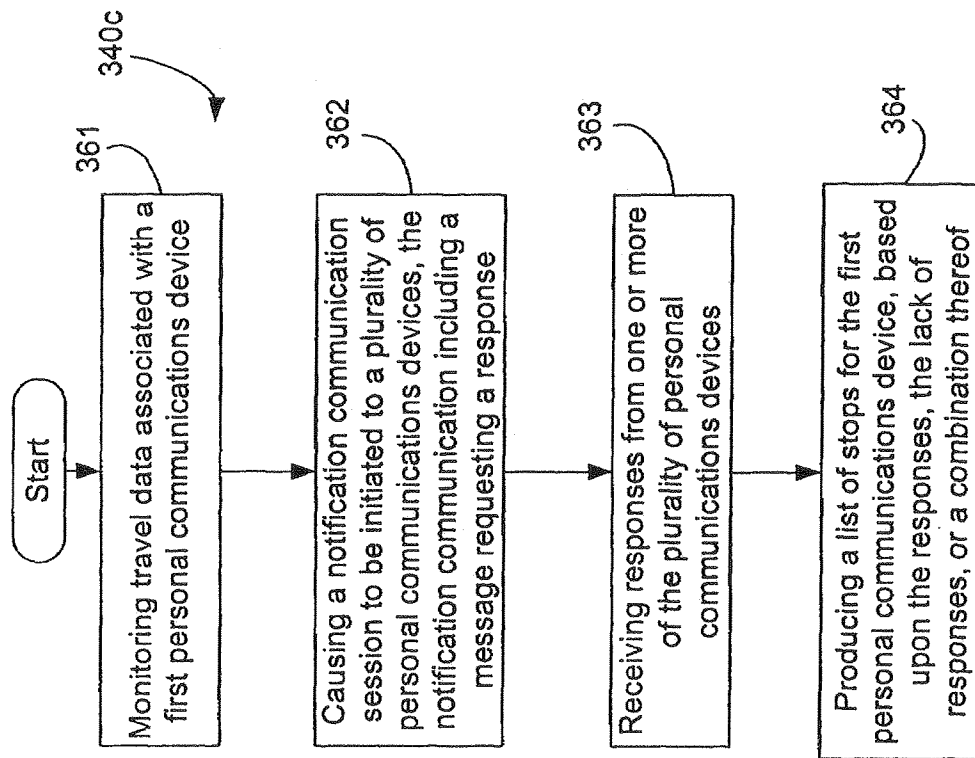 Start
340c
361
Monitoring travel data associated with a
first personal communications device
362
Causing a notification communication
session to be initiated to a plurality of
personal communications devices, the
notification communication including a
message requesting a response
363
Receiving responses from one or more
of the plurality of personal
communications devices
364
Producing a list of stops for the first
personal communications device, based
upon the responses, the lack of
responses, or a combination thereof